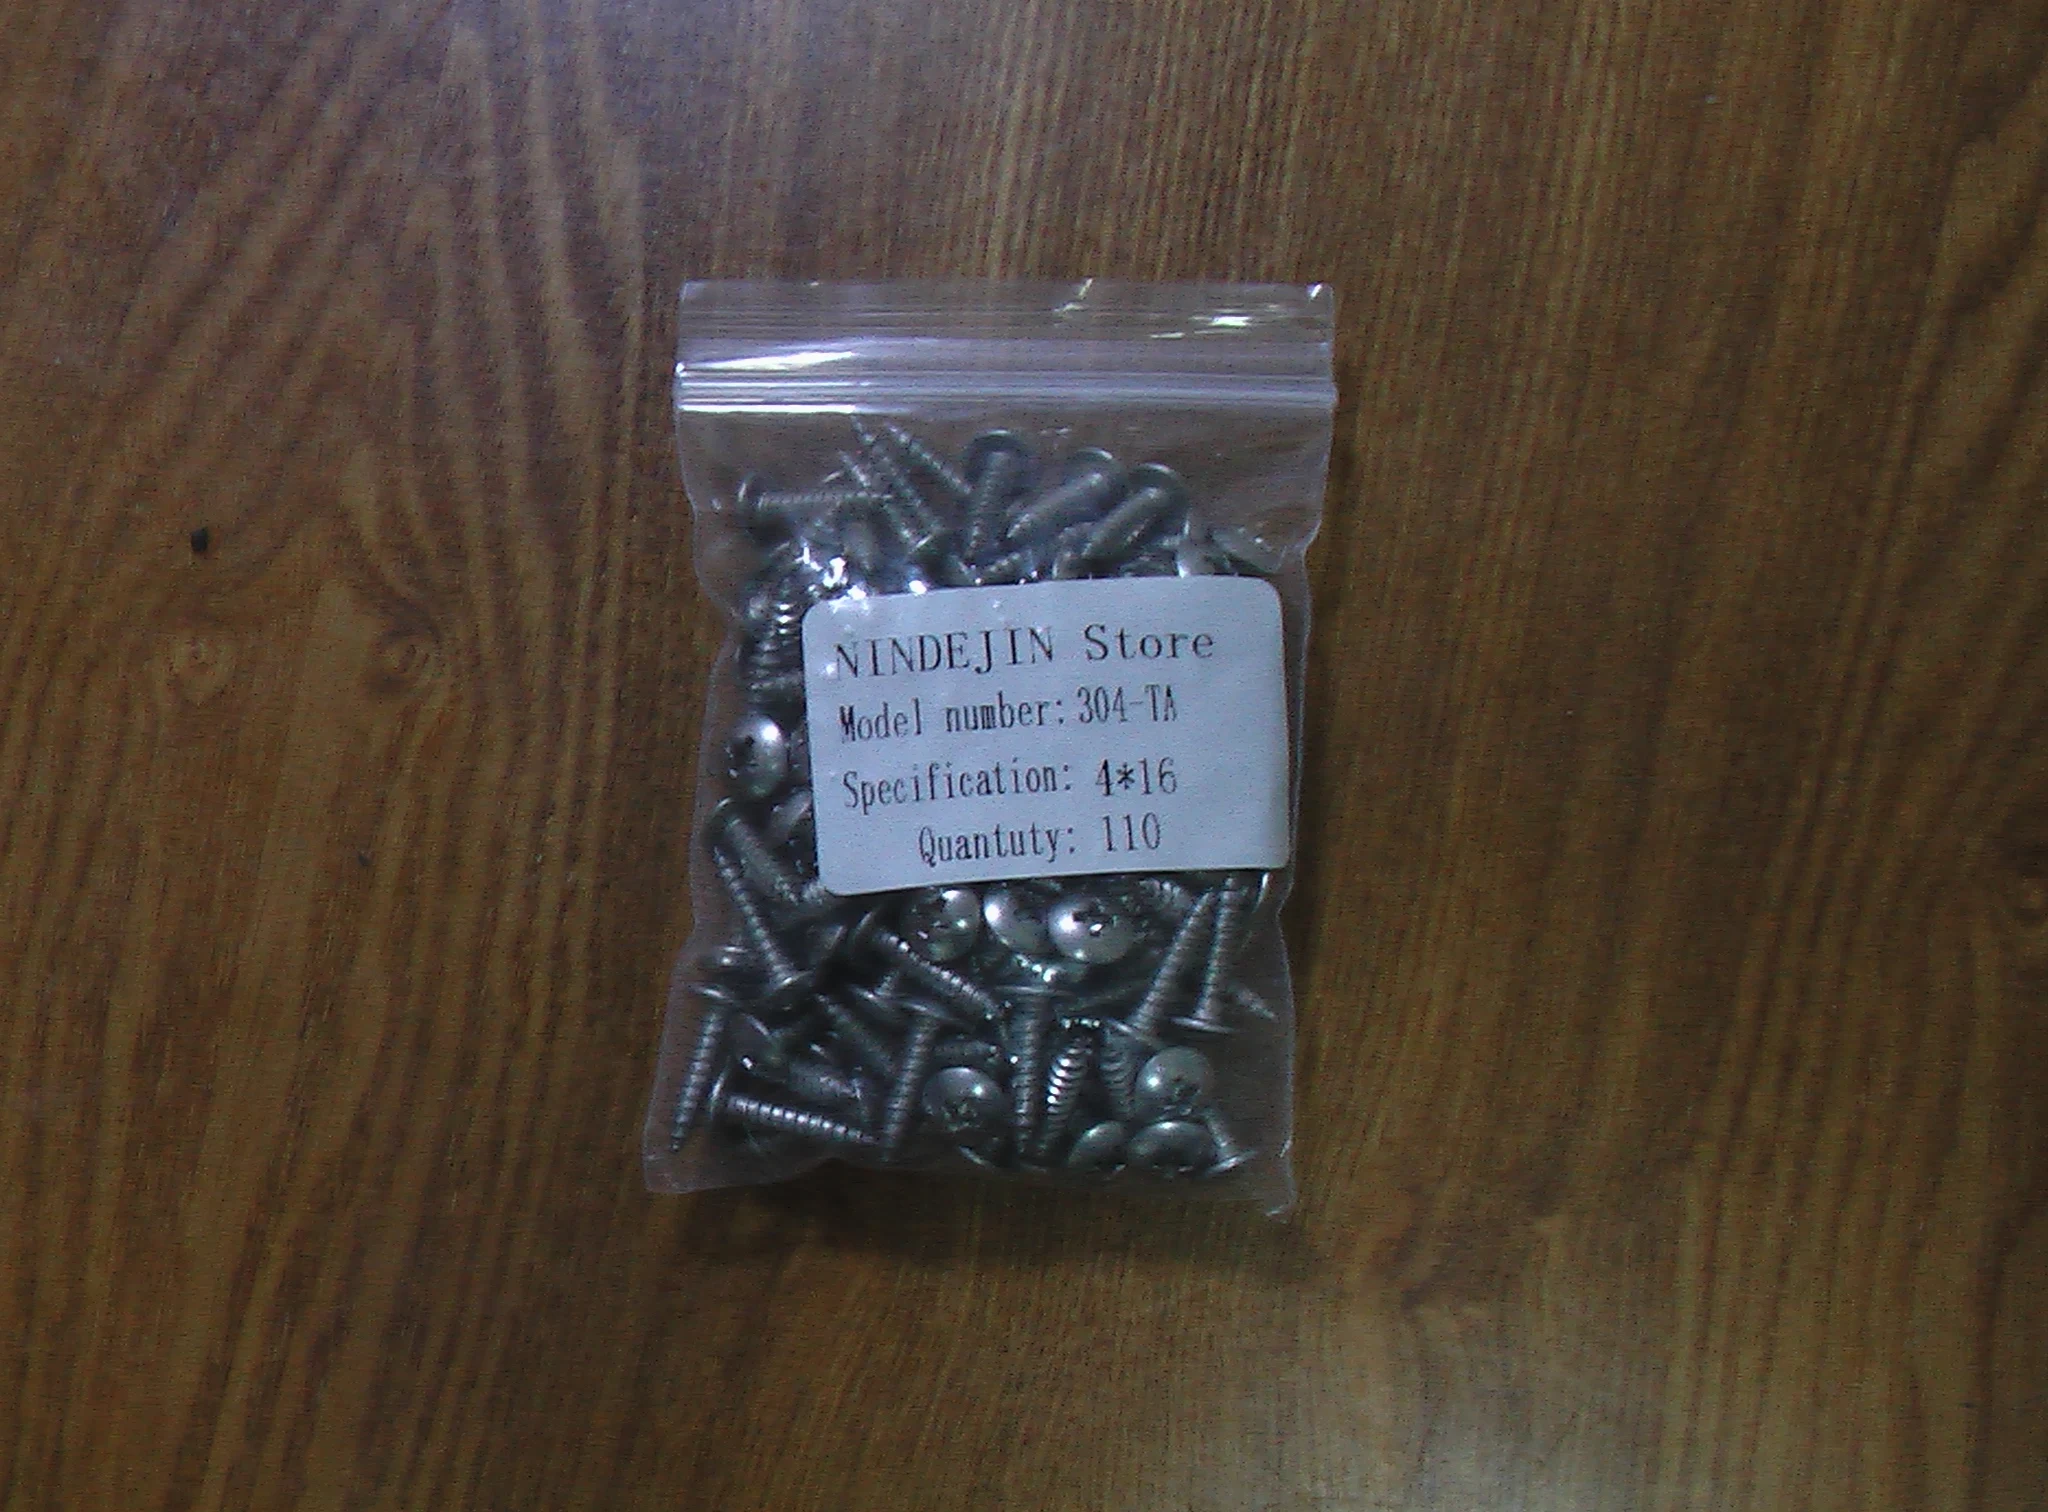 NINDEJIN Store
Model number: 304-TA
Specification: 4*16
Quantuty: 110